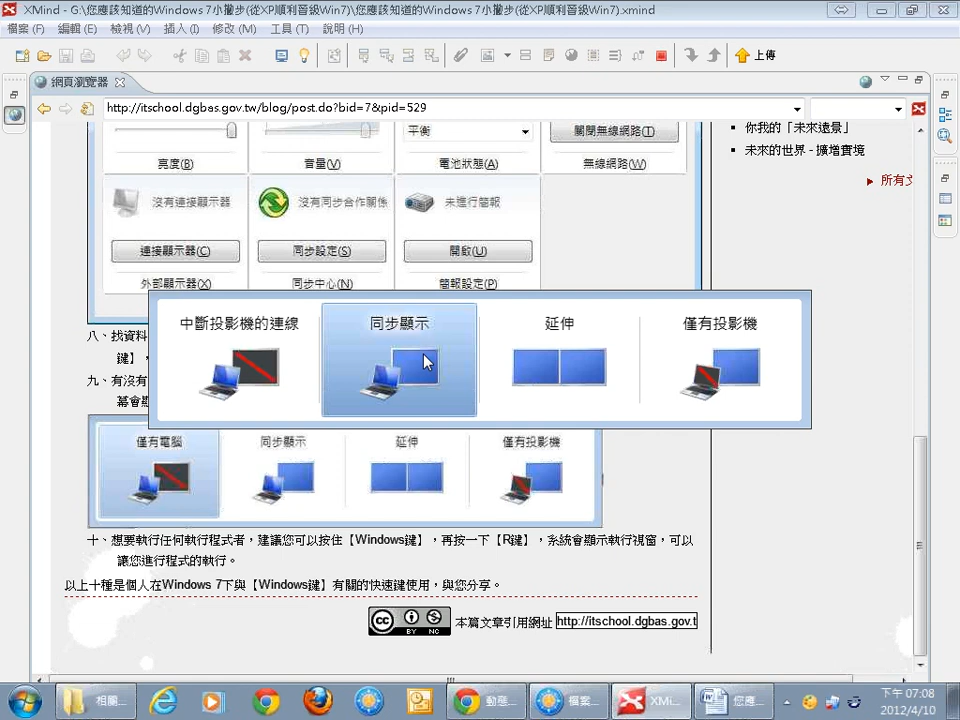 XMind - G:\您應該知道的Windows 7小撇步(從XP順利晉級Win7)\您應該知道的Windows 7小撇步(從XP順利晉級Win7).xmind
檔案 (F) 編輯 (E) 檢視 (V) 插入 (I) 修改 (M) 工具 (T) 說明 (H)
上傳
網頁瀏覽器
http://itschool.dgbas.gov.tw/blog/post.do?bid=7&pid=529
平衡 關閉無線網路(T)
亮度(B) 音量(V) 電池狀態(A) 無線網路(W)
你我的「未來遠景」
未來的世界 - 擴增實境
所有文
沒有連接顯示器 沒有同步合作關係 未進行簡報
連接顯示器(C) 同步設定(S) 開啟(U)
外部顯示器(X) 同步中心(N) 簡報設定(P)
中斷投影機的連線 同步顯示 延伸 僅有投影機
八、找資料
鍵】，
九、有沒有
幕會顯
僅有電腦 同步顯示 延伸 僅有投影機
十、想要執行任何執行程式者，建議您可以按住【Windows鍵】，再按一下【R鍵】，系統會顯示執行視窗，可以
讓您進行程式的執行。
以上十種是個人在Windows 7下與【Windows鍵】有關的快速鍵使用，與您分享。
cc BY NC 本篇文章引用網址 http://itschool.dgbas.gov.t
相關... 動態... 檔案... XMi... 您應... 下午 07:08
2012/4/10